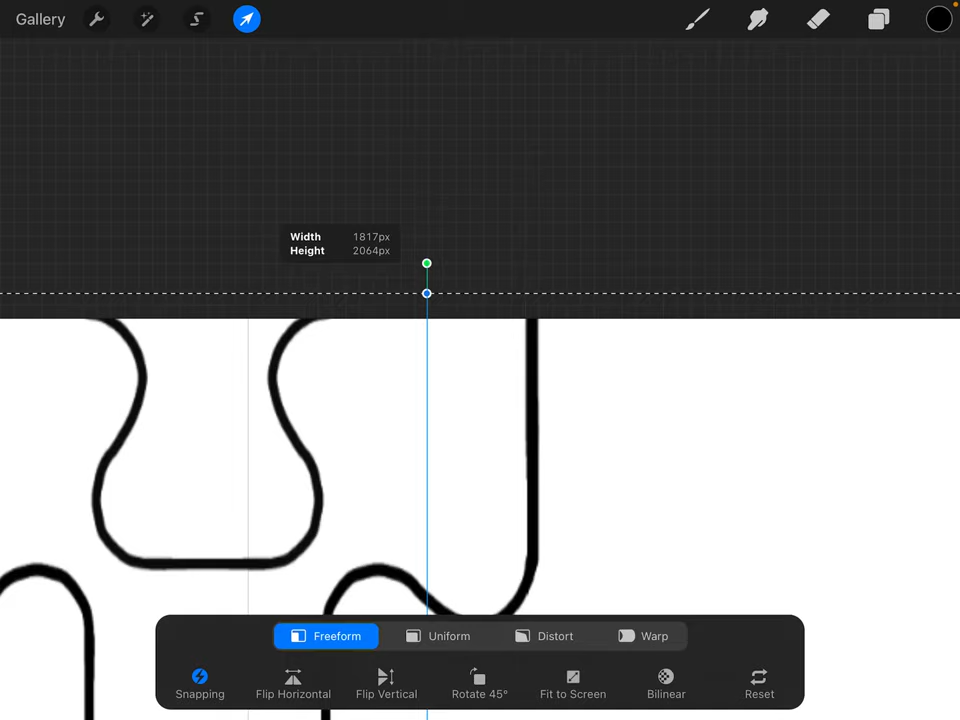 Gallery
Width 1817px
Height 2064px
Freeform Uniform Distort Warp
Snapping Flip Horizontal Flip Vertical Rotate 45° Fit to Screen Bilinear Reset